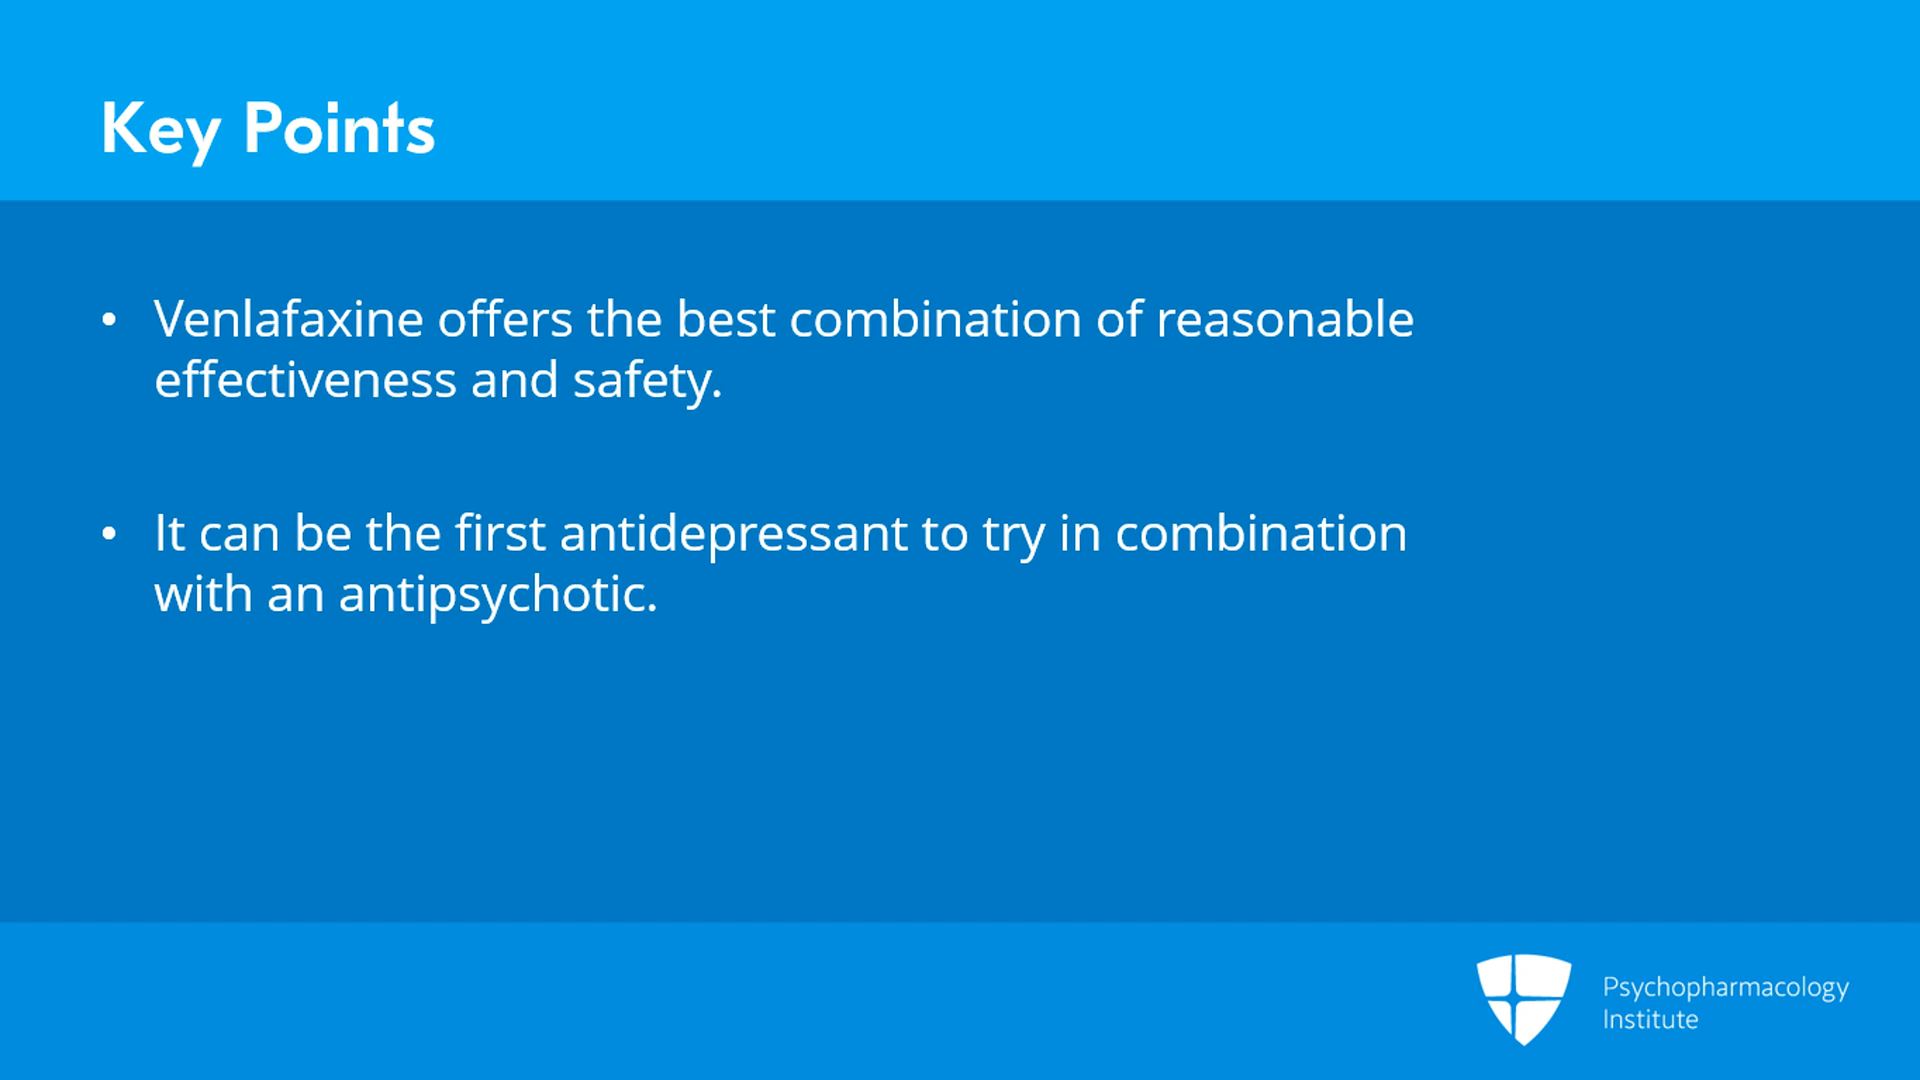 Key Points
• Venlafaxine offers the best combination of reasonable
effectiveness and safety.
• It can be the first antidepressant to try in combination
with an antipsychotic.
Psychopharmacology
Institute